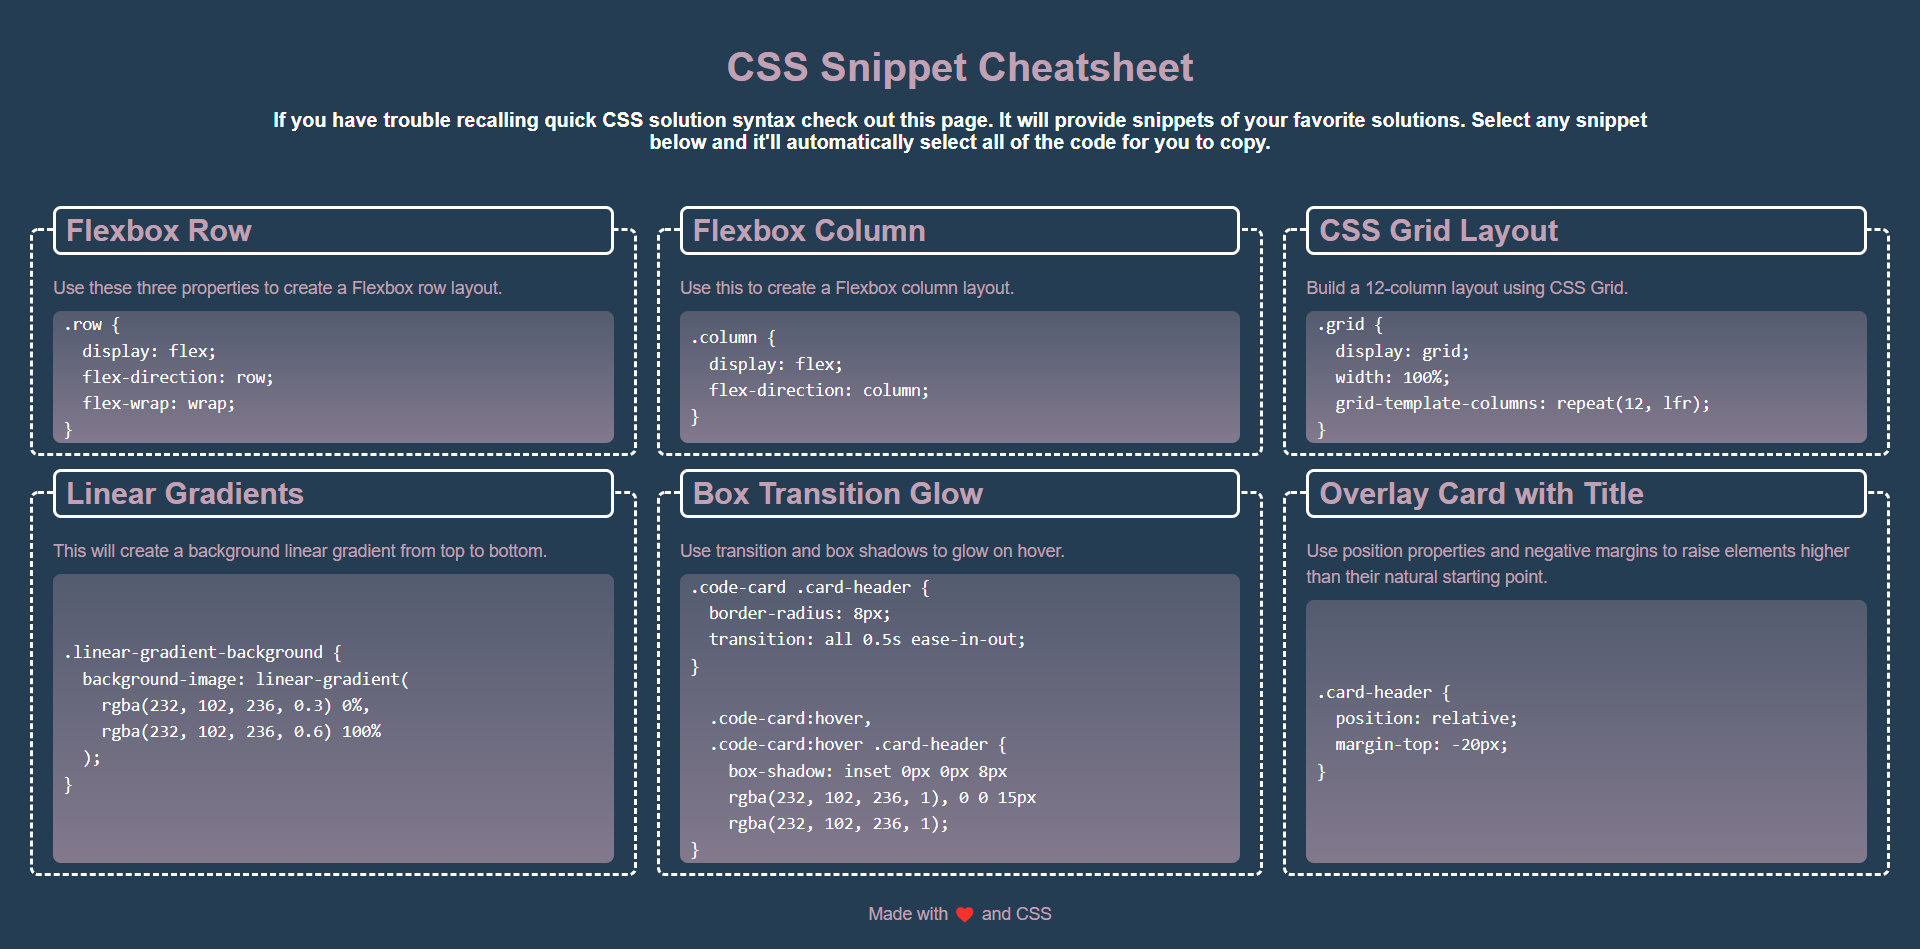 CSS Snippet Cheatsheet
If you have trouble recalling quick CSS solution syntax check out this page. It will provide snippets of your favorite solutions. Select any snippet
below and it'll automatically select all of the code for you to copy.
Flexbox Row
Use these three properties to create a Flexbox row layout.
.row {
  display: flex;
  flex-direction: row;
  flex-wrap: wrap;
}
Flexbox Column
Use this to create a Flexbox column layout.
.column {
  display: flex;
  flex-direction: column;
}
CSS Grid Layout
Build a 12-column layout using CSS Grid.
.grid {
  display: grid;
  width: 100%;
  grid-template-columns: repeat(12, lfr);
}
Linear Gradients
This will create a background linear gradient from top to bottom.
.linear-gradient-background {
  background-image: linear-gradient(
    rgba(232, 102, 236, 0.3) 0%,
    rgba(232, 102, 236, 0.6) 100%
  );
}
Box Transition Glow
Use transition and box shadows to glow on hover.
.code-card .card-header {
  border-radius: 8px;
  transition: all 0.5s ease-in-out;
}
  .code-card:hover,
  .code-card:hover .card-header {
    box-shadow: inset 0px 0px 8px
    rgba(232, 102, 236, 1), 0 0 15px
    rgba(232, 102, 236, 1);
}
Overlay Card with Title
Use position properties and negative margins to raise elements higher
than their natural starting point.
.card-header {
  position: relative;
  margin-top: -20px;
}
Made with ❤️ and CSS